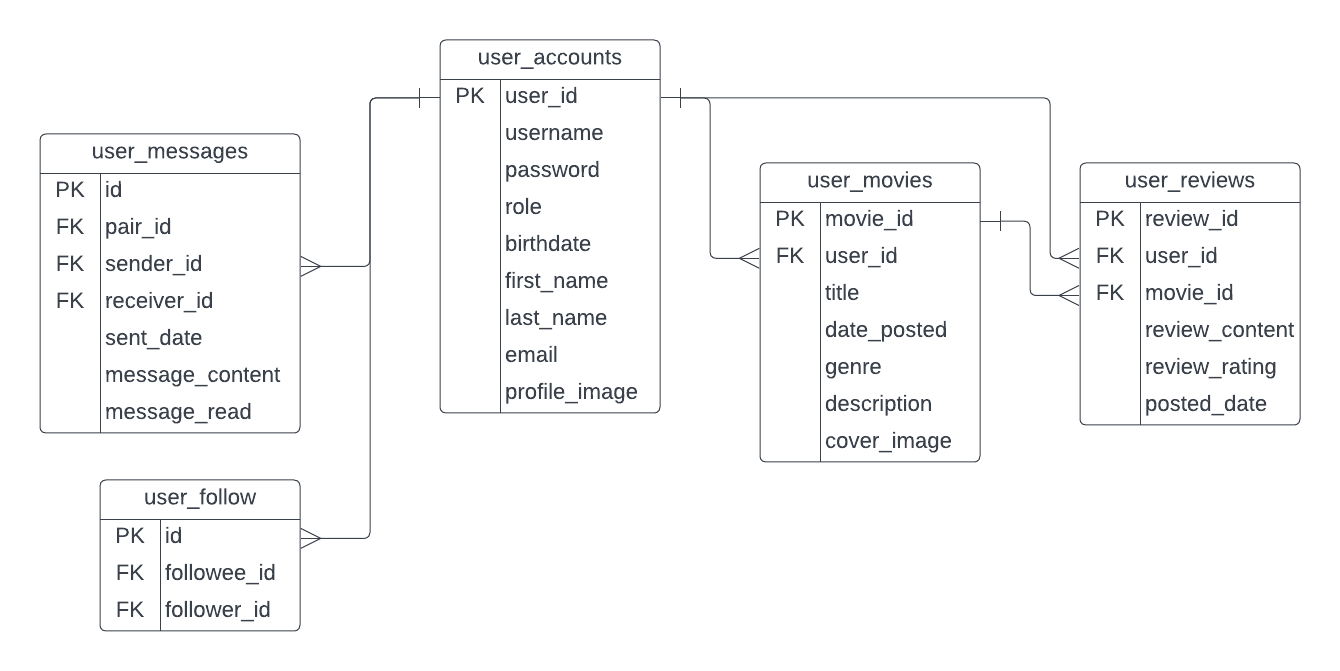 user_accounts
PK user_id
username
password
role
birthdate
first_name
last_name
email
profile_image
user_messages
PK id
FK pair_id
FK sender_id
FK receiver_id
sent_date
message_content
message_read
user_movies
PK movie_id
FK user_id
title
date_posted
genre
description
cover_image
user_reviews
PK review_id
FK user_id
FK movie_id
review_content
review_rating
posted_date
user_follow
PK id
FK followee_id
FK follower_id